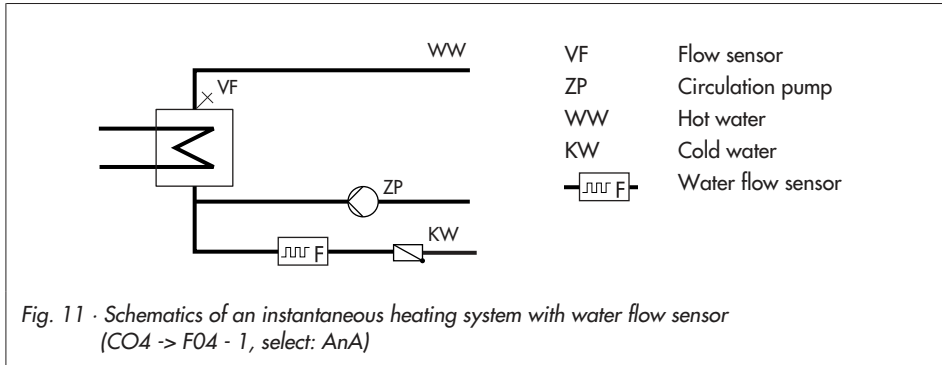 WW
VF
ZP
KW
F
VF Flow sensor
ZP Circulation pump
WW Hot water
KW Cold water
F Water flow sensor
Fig. 11 · Schematics of an instantaneous heating system with water flow sensor
(CO4 -> F04 - 1, select: AnA)